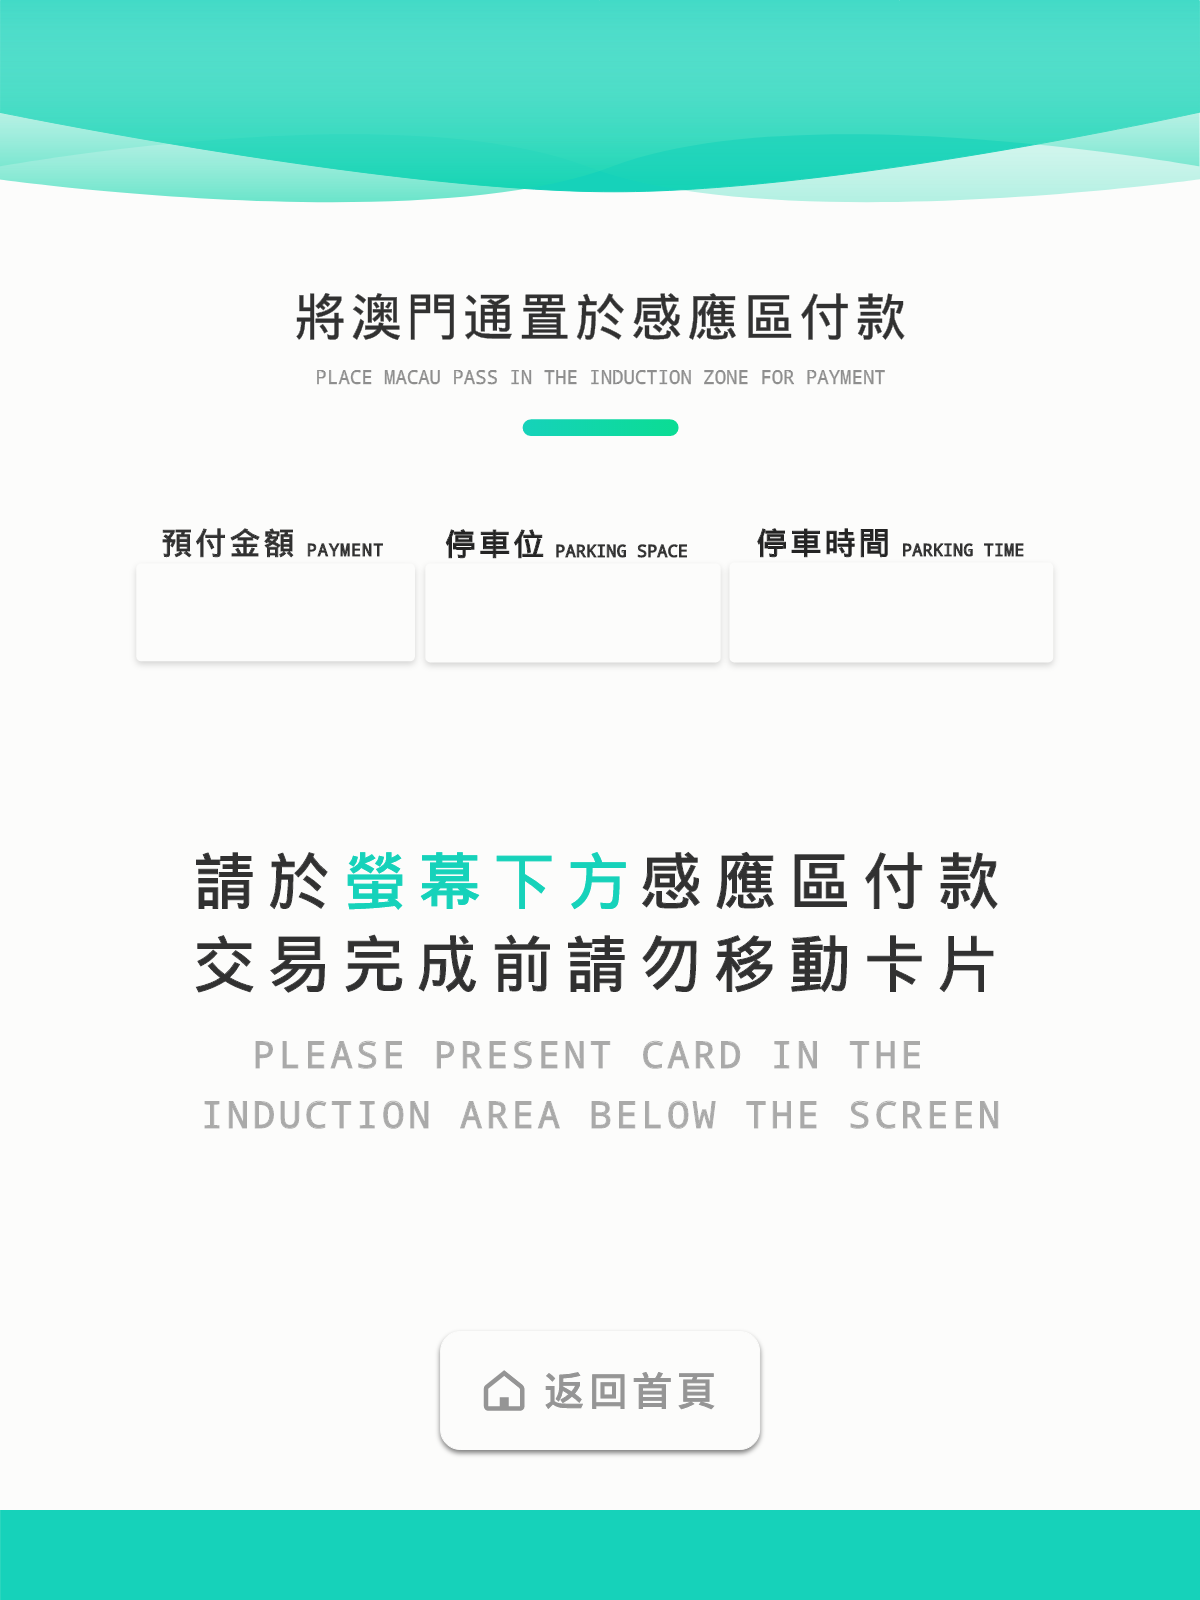 將澳門通置於感應區付款
PLACE MACAU PASS IN THE INDUCTION ZONE FOR PAYMENT
預付金額 PAYMENT 停車位 PARKING SPACE 停車時間 PARKING TIME
請於螢幕下方感應區付款
交易完成前請勿移動卡片
PLEASE PRESENT CARD IN THE
INDUCTION AREA BELOW THE SCREEN
返回首頁